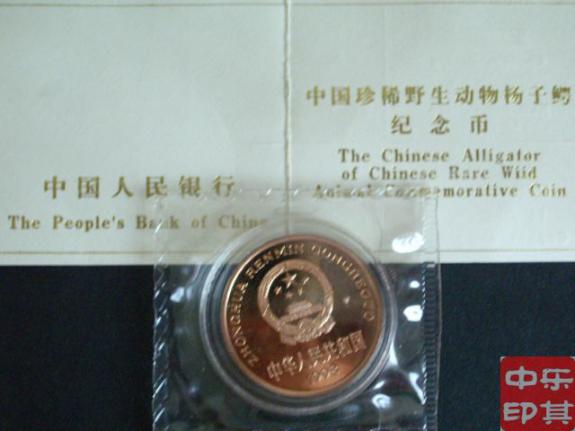 中国人民银行
The People's Bank of China
中国珍稀野生动物杨子鳄
纪念币
The Chinese Alligator
of Chinese Rare Wiid
Animal Commemorative Coin
ZHONGHUA RENMIN GONGHEGUO
中华人民共和国
乐其
中印